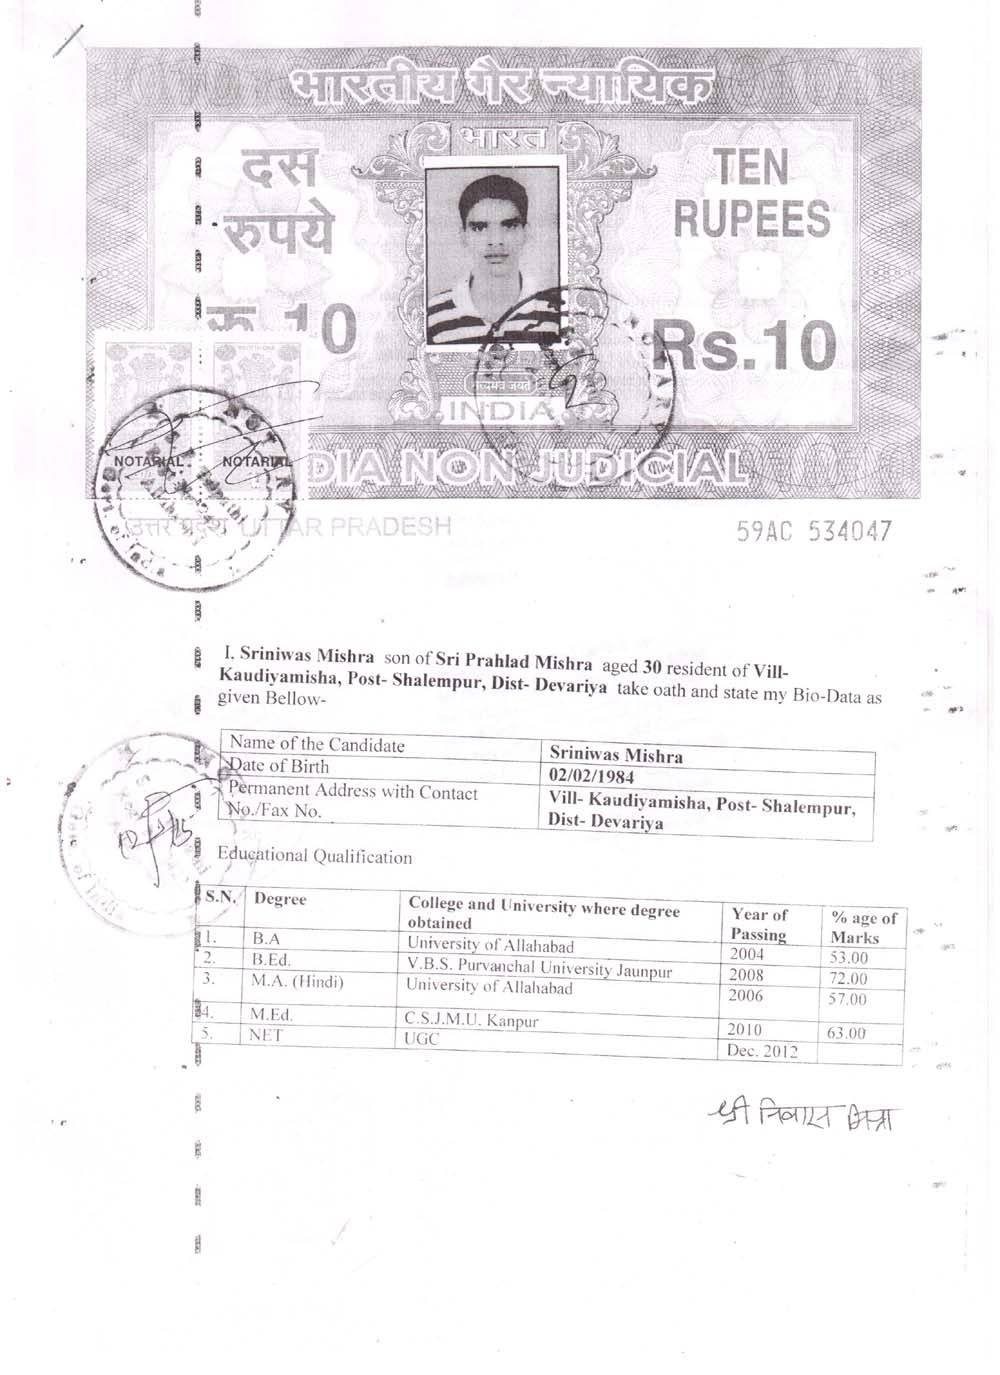 भारतीय गैर न्यायिक
भारत
दस
रुपये
रु.10
TEN
RUPEES
Rs.10
सत्यमेव जयते
INDIA
INDIA NON JUDICIAL
NOTARIAL
NOTARIAL
NOTARY
Govt. of India
उत्तर प्रदेश UTTAR PRADESH
59AC 534047
I. Sriniwas Mishra son of Sri Prahlad Mishra aged 30 resident of Vill-
Kaudiyamisha, Post- Shalempur, Dist- Devariya take oath and state my Bio-Data as
given Bellow-
Name of the Candidate Sriniwas Mishra
Date of Birth 02/02/1984
Permanent Address with Contact No./Fax No. Vill- Kaudiyamisha, Post- Shalempur,
Dist- Devariya
Educational Qualification
S.N. Degree College and University where degree obtained Year of Passing % age of Marks
1. B.A University of Allahabad 2004 53.00
2. B.Ed. V.B.S. Purvanchal University Jaunpur 2008 72.00
3. M.A. (Hindi) University of Allahabad 2006 57.00
4. M.Ed. C.S.J.M.U. Kanpur 2010 63.00
5. NET UGC Dec. 2012
श्री निवास मिश्रा